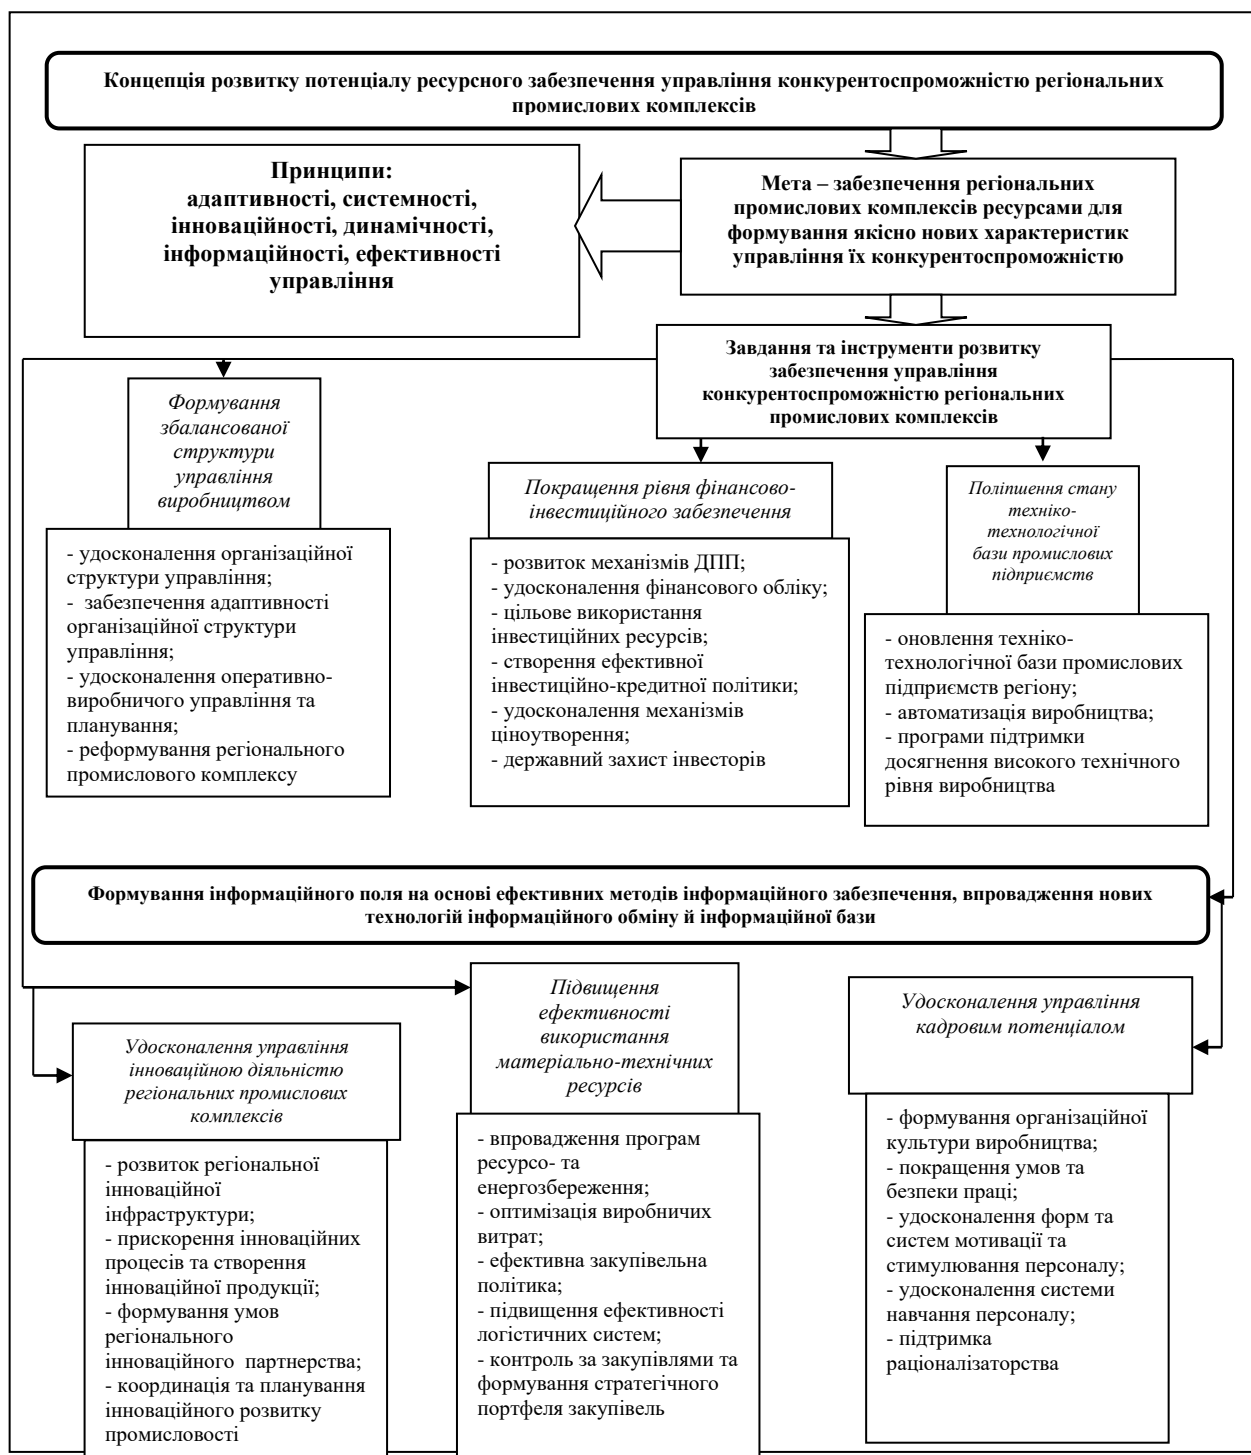 Концепція розвитку потенціалу ресурсного забезпечення управління конкурентоспроможністю регіональних
промислових комплексів
Принципи:
адаптивності, системності,
інноваційності, динамічності,
інформаційності, ефективності
управління
Мета – забезпечення регіональних
промислових комплексів ресурсами для
формування якісно нових характеристик
управління їх конкурентоспроможністю
Завдання та інструменти розвитку
забезпечення управління
конкурентоспроможністю регіональних
промислових комплексів
Формування
збалансованої
структури
управління
виробництвом
- удосконалення організаційної
структури управління;
- забезпечення адаптивності
організаційної структури
управління;
- удосконалення оперативно-
виробничого управління та
планування;
- реформування регіонального
промислового комплексу
Покращення рівня фінансово-
інвестиційного забезпечення
- розвиток механізмів ДПП;
- удосконалення фінансового обліку;
- цільове використання
інвестиційних ресурсів;
- створення ефективної
інвестиційно-кредитної політики;
- удосконалення механізмів
ціноутворення;
- державний захист інвесторів
Поліпшення стану
техніко-
технологічної
бази промислових
підприємств
- оновлення техніко-
технологічної бази промислових
підприємств регіону;
- автоматизація виробництва;
- програми підтримки
досягнення високого технічного
рівня виробництва
Формування інформаційного поля на основі ефективних методів інформаційного забезпечення, впровадження нових
технологій інформаційного обміну й інформаційної бази
Удосконалення управління
інноваційною діяльністю
регіональних промислових
комплексів
- розвиток регіональної
інноваційної
інфраструктури;
- прискорення інноваційних
процесів та створення
інноваційної продукції;
- формування умов
регіонального
інноваційного партнерства;
- координація та планування
інноваційного розвитку
промисловості
Підвищення
ефективності
використання
матеріально-технічних
ресурсів
- впровадження програм
ресурсо- та
енергозбереження;
- оптимізація виробничих
витрат;
- ефективна закупівельна
політика;
- підвищення ефективності
логістичних систем;
- контроль за закупівлями та
формування стратегічного
портфеля закупівель
Удосконалення управління
кадровим потенціалом
- формування організаційної
культури виробництва;
- покращення умов та
безпеки праці;
- удосконалення форм та
систем мотивації та
стимулювання персоналу;
- удосконалення системи
навчання персоналу;
- підтримка
раціоналізаторства